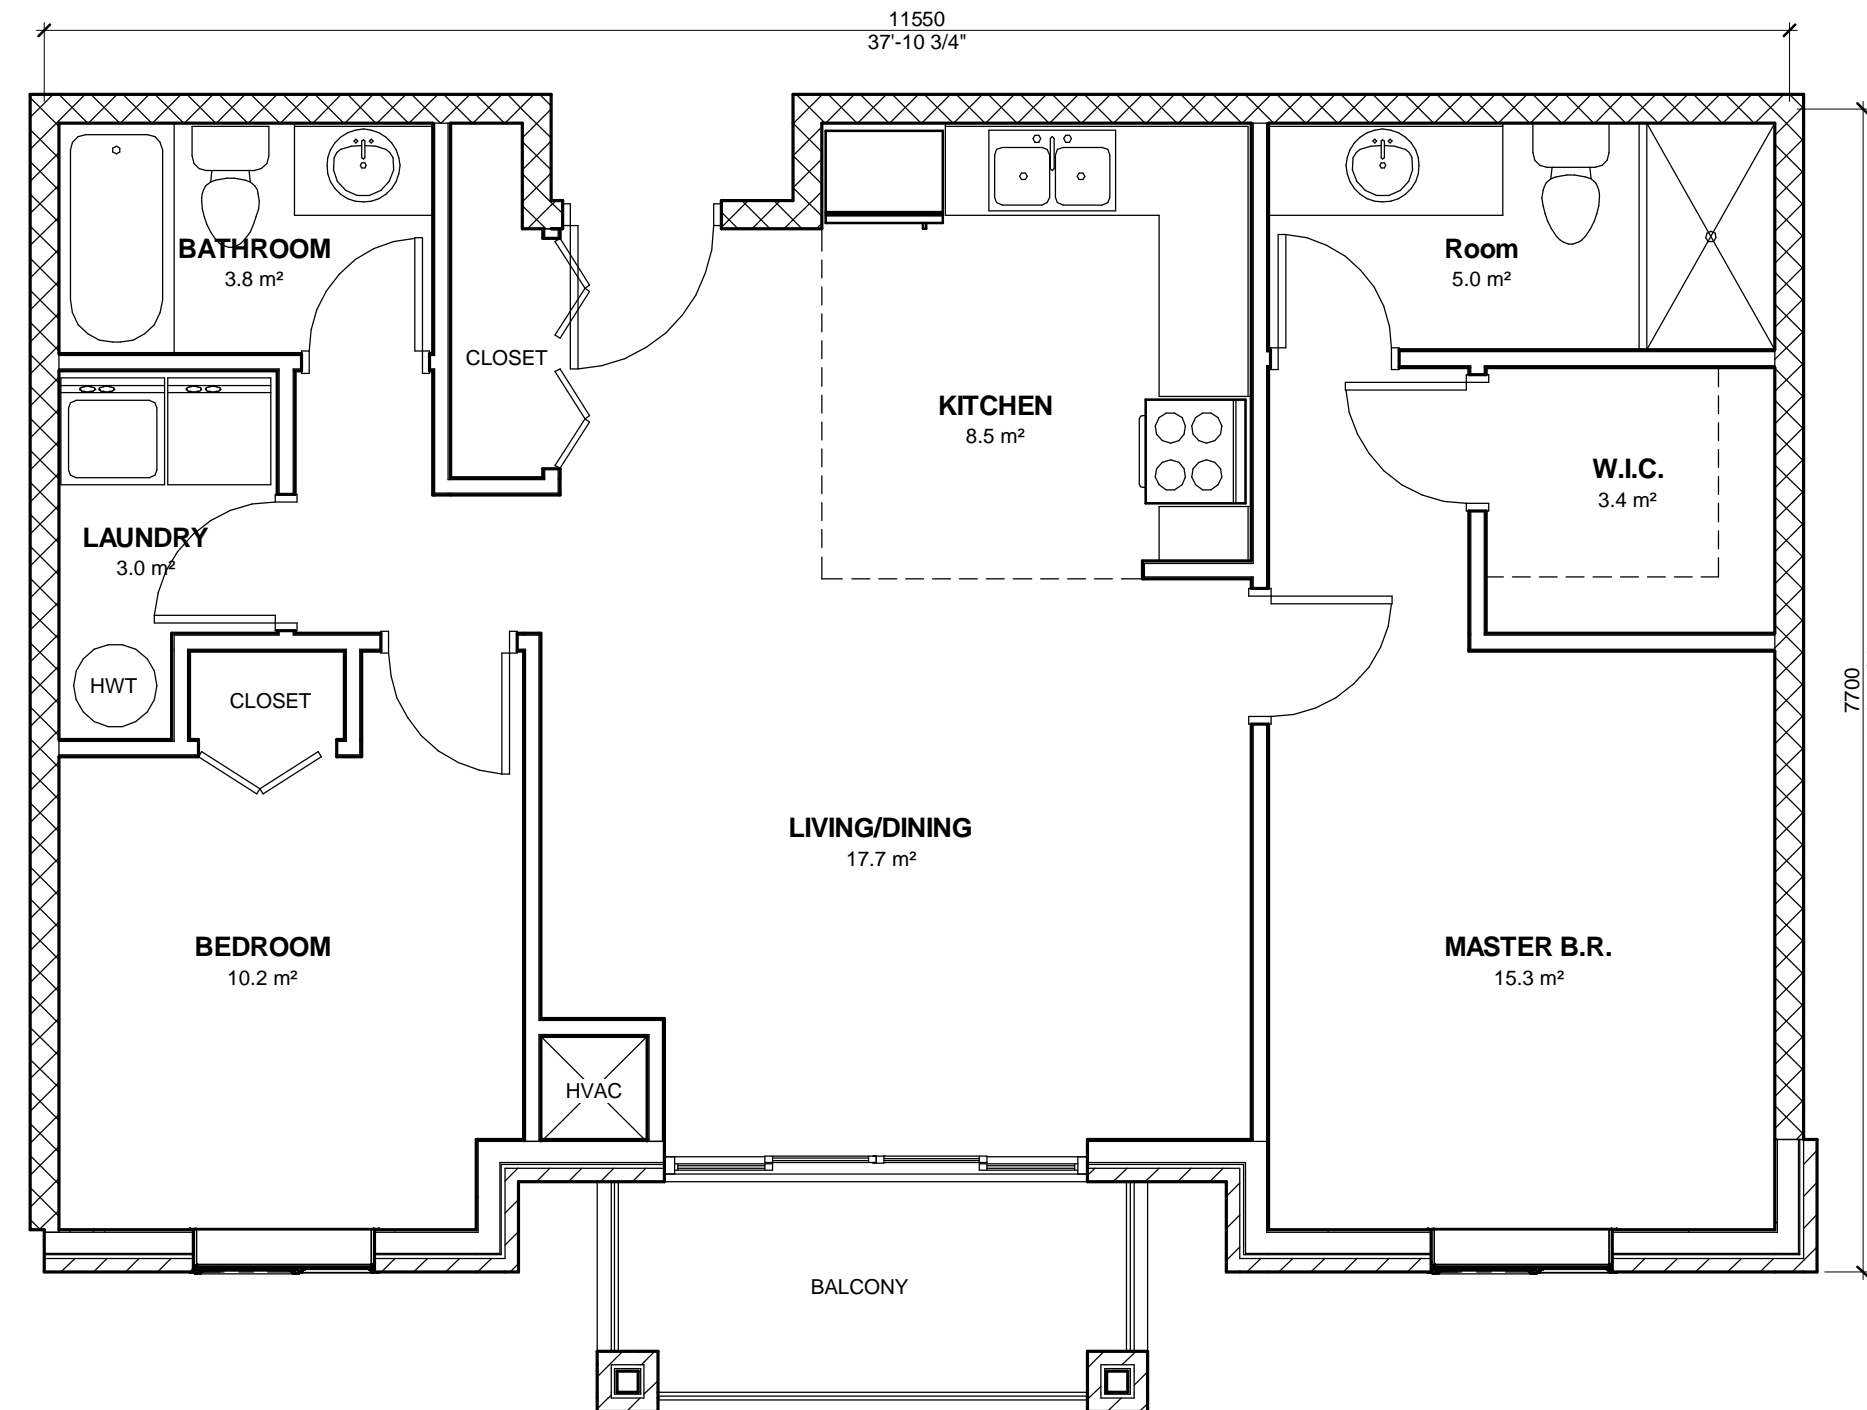 11550
37'-10 3/4"
BATHROOM
3.8 m²
Room
5.0 m²
CLOSET
KITCHEN
8.5 m²
W.I.C.
3.4 m²
LAUNDRY
3.0 m²
HWT
CLOSET
7700
LIVING/DINING
17.7 m²
BEDROOM
10.2 m²
MASTER B.R.
15.3 m²
HVAC
BALCONY